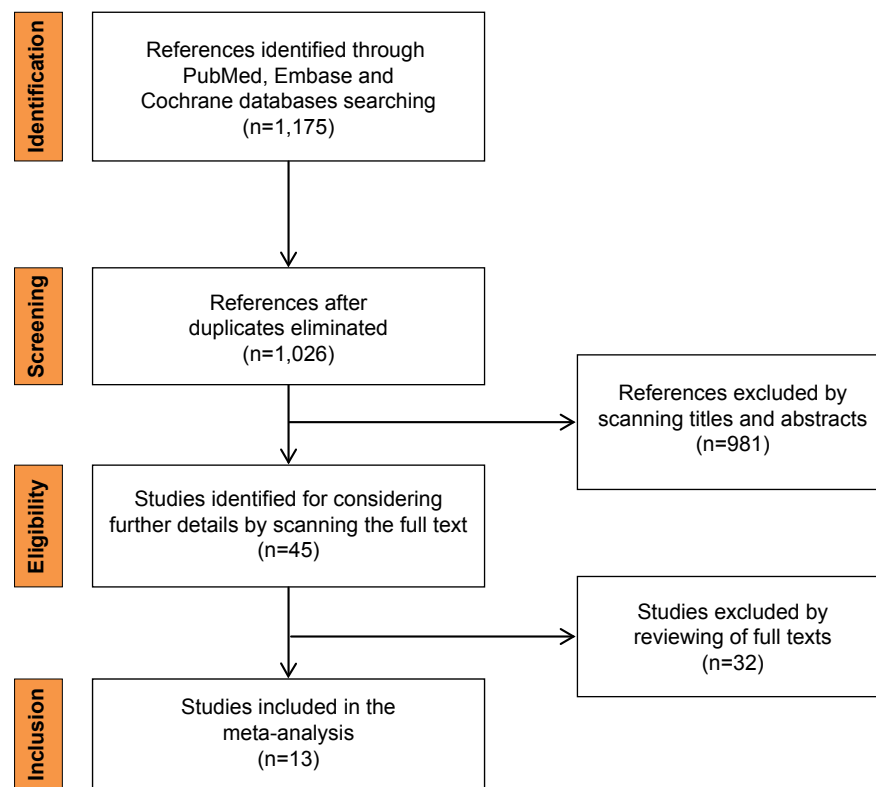 Identification
References identified through
PubMed, Embase and
Cochrane databases searching
(n=1,175)
Screening
References after
duplicates eliminated
(n=1,026)
References excluded by
scanning titles and abstracts
(n=981)
Eligibility
Studies identified for considering
further details by scanning the full text
(n=45)
Studies excluded by
reviewing of full texts
(n=32)
Inclusion
Studies included in the
meta-analysis
(n=13)